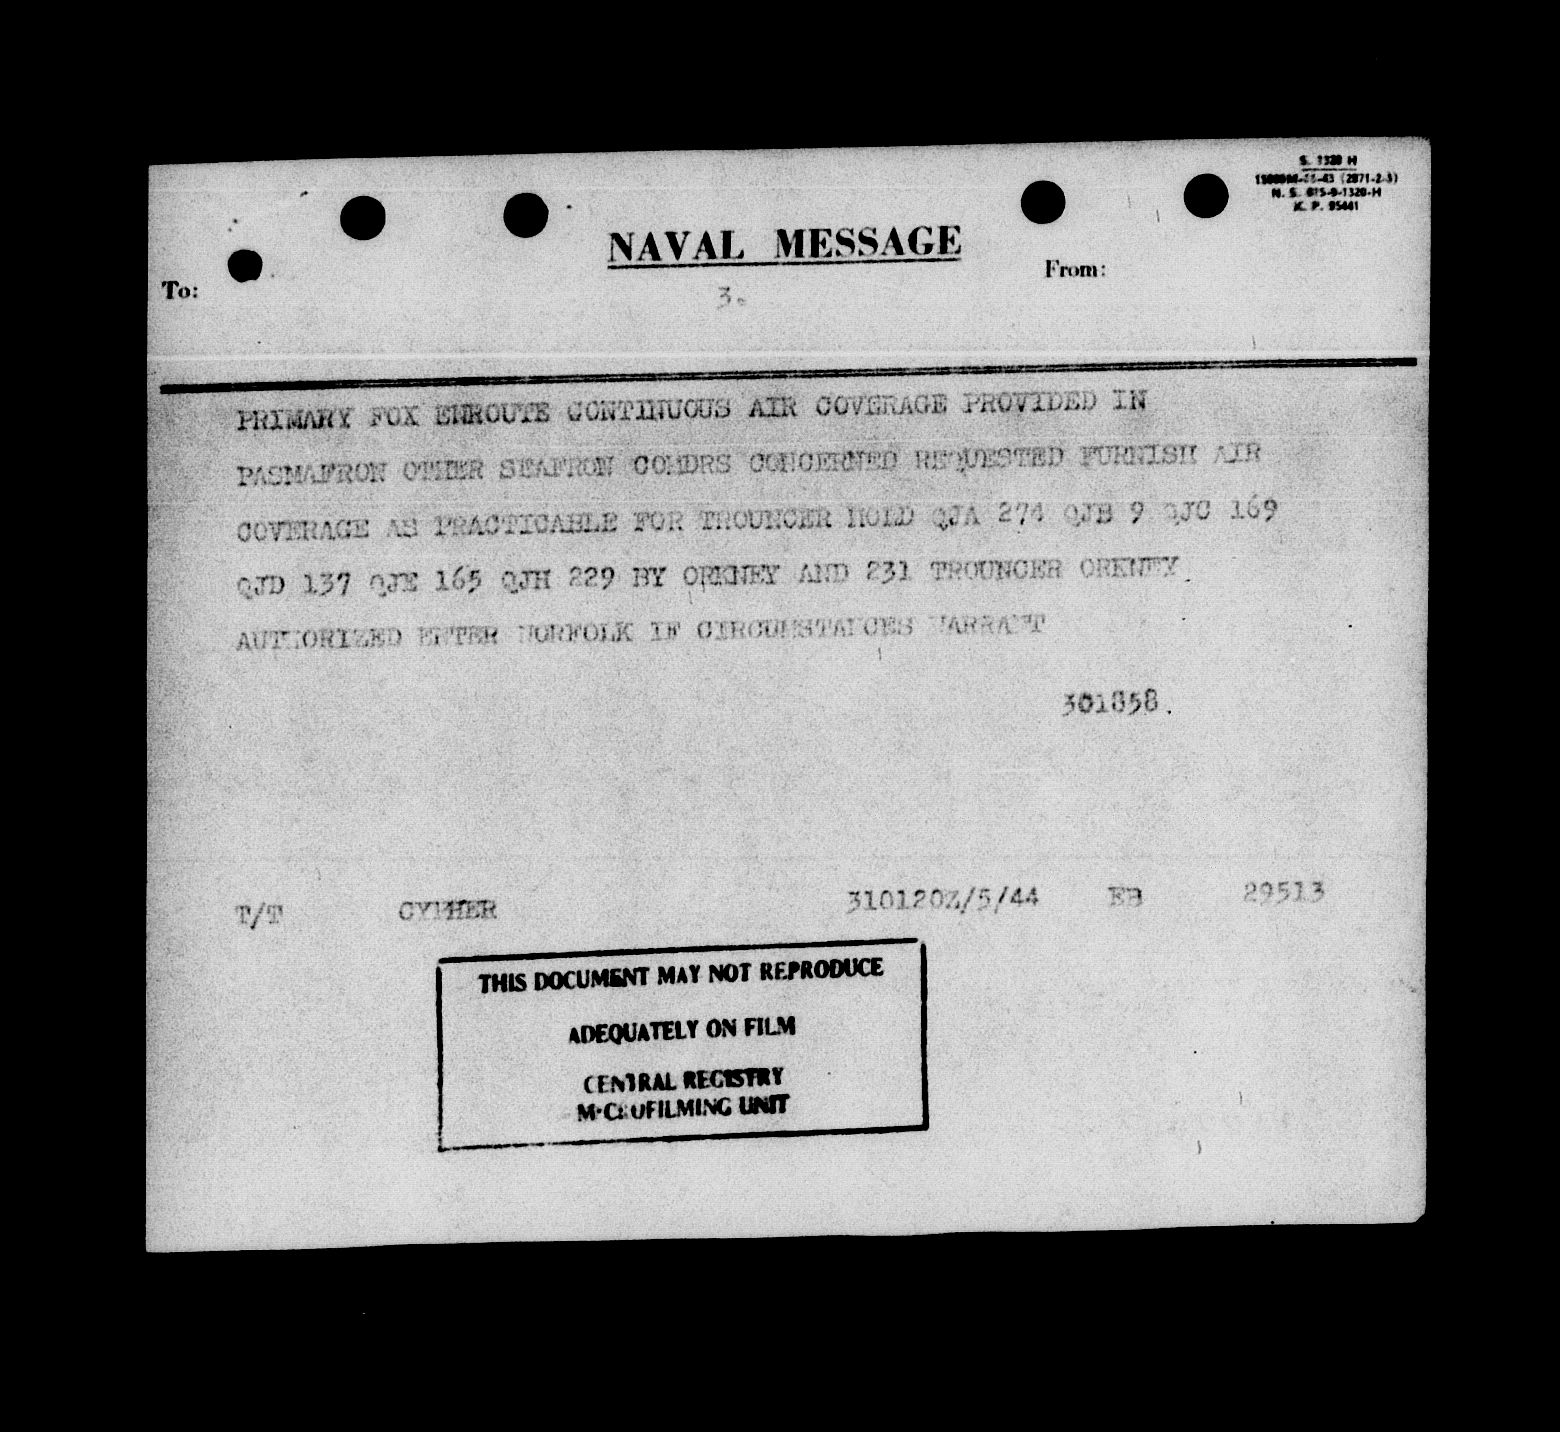 S. 1320 H
N. S. 815-9-1320-H
K. P. 95441
NAVAL MESSAGE
To:
From:
3.
PRIMARY FOX ENROUTE CONTINUOUS AIR COVERAGE PROVIDED IN
PASMAFRON OTHER SEAFRON COMDRS CONCERNED REQUESTED FURNISH AIR
COVERAGE AS PRACTICABLE FOR TROUNCER HOLD QJA 274 QJB 9 QJC 169
QJD 137 QJE 165 QJH 229 BY ORKNEY AND 231 TROUNCER ORKNEY.
AUTHORIZED ENTER NORFOLK IF CIRCUMSTANCES WARRANT
301858.
T/T CYPHER 310120Z/5/44 EB 29513
THIS DOCUMENT MAY NOT REPRODUCE
ADEQUATELY ON FILM
CENTRAL REGISTRY
MICROFILMING UNIT